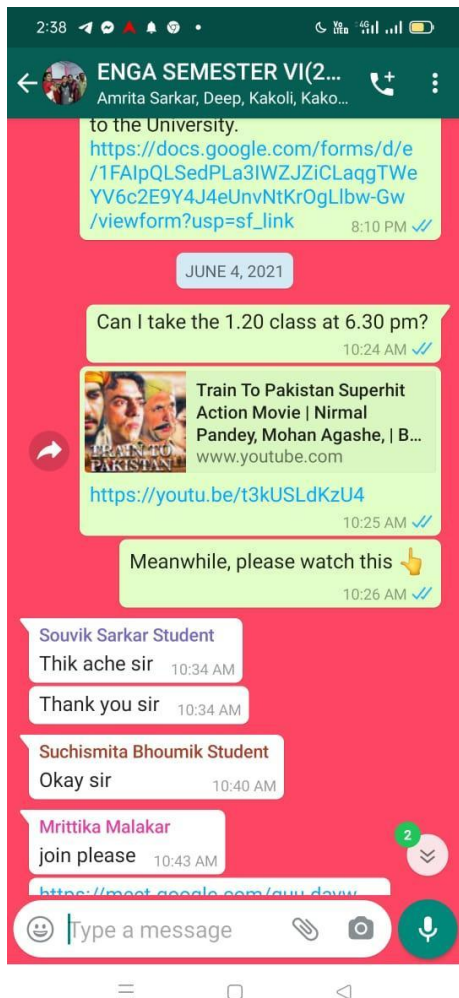 2:38
ENGA SEMESTER VI(2...
Amrita Sarkar, Deep, Kakoli, Kako...
to the University.
https://docs.google.com/forms/d/e
/1FAIpQLSedPLa3IWZJZiCLaqgTWe
YV6c2E9Y4J4eUnvNtKrOgLlbw-Gw
/viewform?usp=sf_link
8:10 PM
JUNE 4, 2021
Can I take the 1.20 class at 6.30 pm?
10:24 AM
TRAIN TO
PAKISTAN
Train To Pakistan Superhit
Action Movie | Nirmal
Pandey, Mohan Agashe, | B...
www.youtube.com
https://youtu.be/t3kUSLdKzU4
10:25 AM
Meanwhile, please watch this 👆
10:26 AM
Souvik Sarkar Student
Thik ache sir 10:34 AM
Thank you sir 10:34 AM
Suchismita Bhoumik Student
Okay sir 10:40 AM
Mrittika Malakar
join please 10:43 AM
2
Type a message